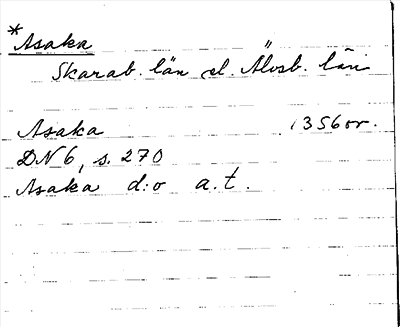 *Asaka
Skarab. län el. Älvsb. län
Asaka 1356 or.
DN 6, s. 270
Asaka d:o a.t.